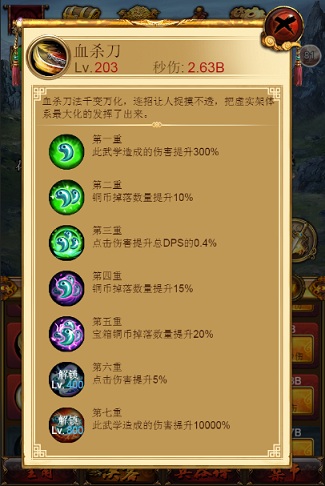 血杀刀
Lv.203 秒伤: 2.63B
血杀刀法千变万化，连招让人捉摸不透，把虚实架体
系最大化的发挥了出来。
第一重
此武学造成的伤害提升300%
第二重
铜币掉落数量提升10%
第三重
点击伤害提升总DPS的0.4%
第四重
铜币掉落数量提升15%
第五重
宝箱铜币掉落数量提升20%
第六重
点击伤害提升5%
解锁
Lv.400
第七重
此武学造成的伤害提升10000%
解锁
Lv.800